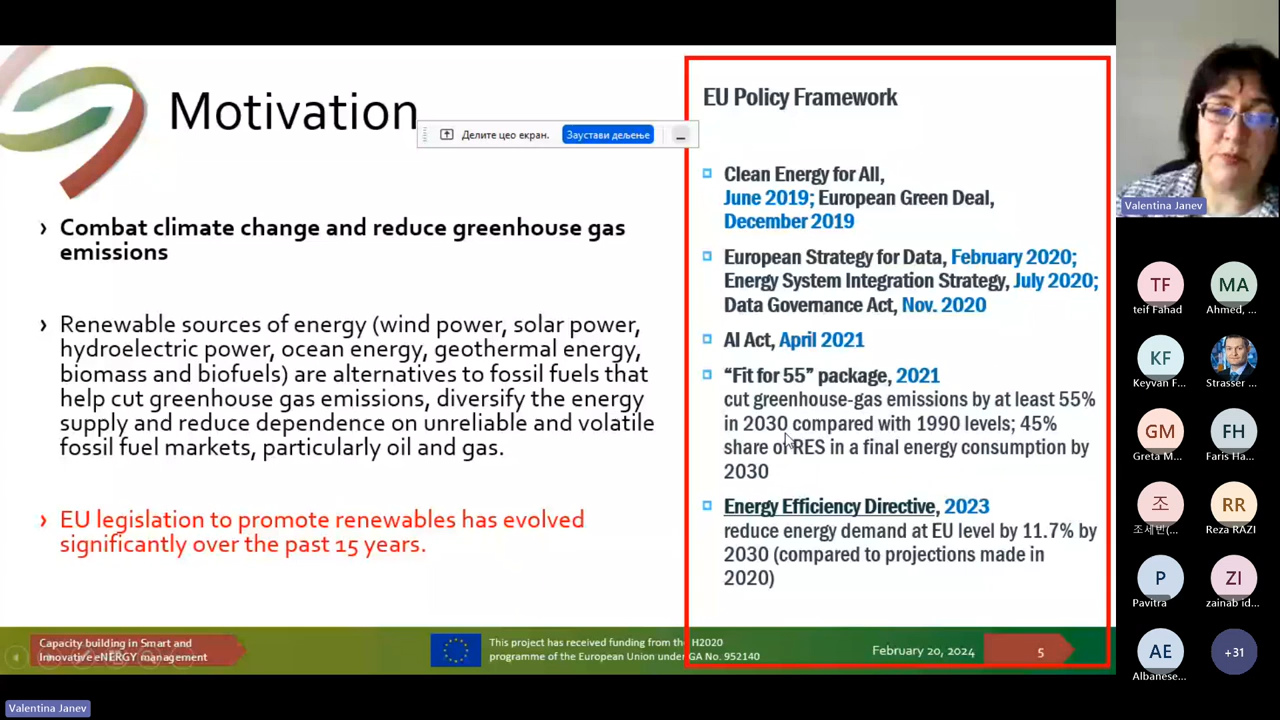 Motivation
Делите цео екран.
Заустави дељење
› Combat climate change and reduce greenhouse gas
emissions
› Renewable sources of energy (wind power, solar power,
hydroelectric power, ocean energy, geothermal energy,
biomass and biofuels) are alternatives to fossil fuels that
help cut greenhouse gas emissions, diversify the energy
supply and reduce dependence on unreliable and volatile
fossil fuel markets, particularly oil and gas.
› EU legislation to promote renewables has evolved
significantly over the past 15 years.
EU Policy Framework
Clean Energy for All,
June 2019; European Green Deal,
December 2019
European Strategy for Data, February 2020;
Energy System Integration Strategy, July 2020;
Data Governance Act, Nov. 2020
AI Act, April 2021
“Fit for 55” package, 2021
cut greenhouse-gas emissions by at least 55%
in 2030 compared with 1990 levels; 45%
share of RES in a final energy consumption by
2030
Energy Efficiency Directive, 2023
reduce energy demand at EU level by 11.7% by
2030 (compared to projections made in
2020)
Capacity building in Smart and
Innovative eNERGY management
This project has received funding from the H2020
programme of the European Union under GA No. 952140
February 20, 2024
5
Valentina Janev
TF
teif Fahad
MA
Ahmed, ...
KF
Keyvan F...
Strasser ...
GM
Greta M...
FH
Faris Ha...
조
조세빈(...
RR
Reza RAZI
P
Pavitra
ZI
zainab id...
AE
Albanese...
+31
Valentina Janev